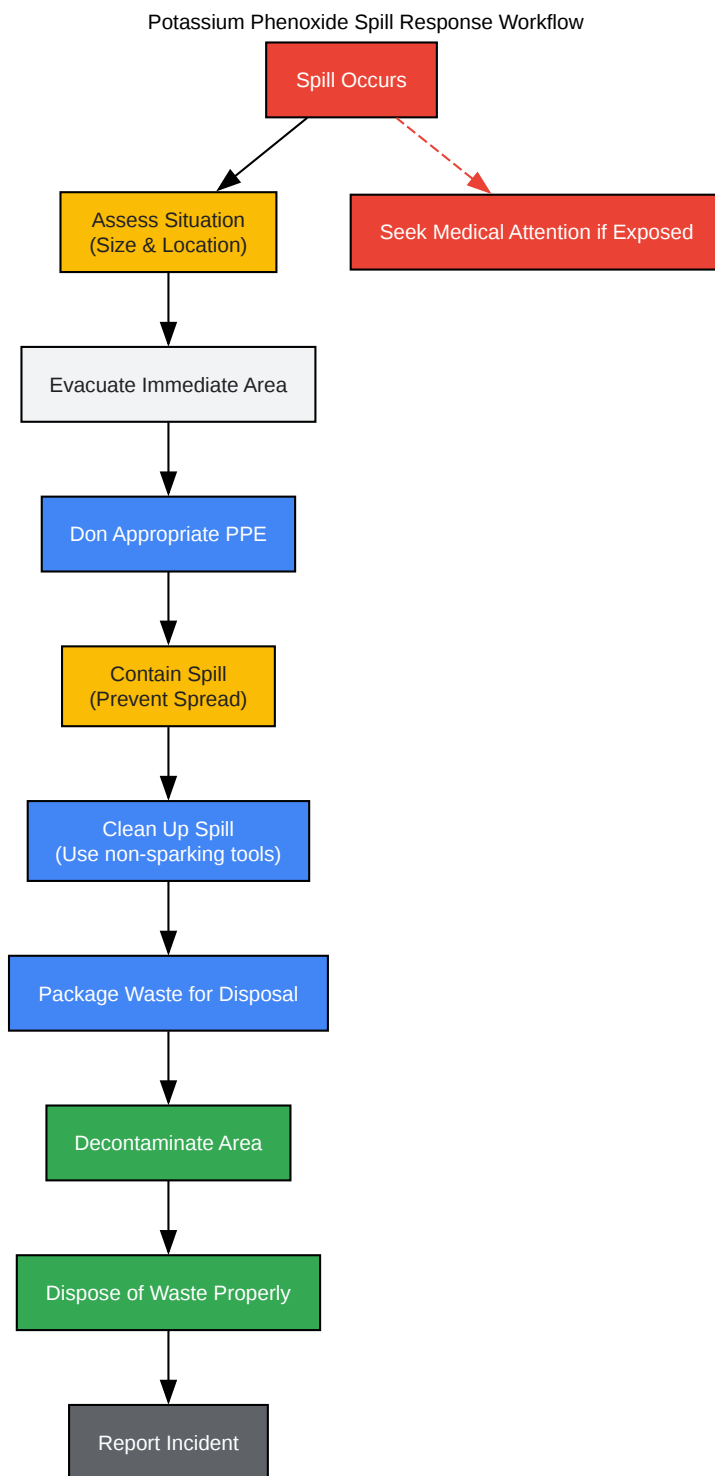 Potassium Phenoxide Spill Response Workflow
Spill Occurs
Assess Situation
(Size & Location)
Seek Medical Attention if Exposed
Evacuate Immediate Area
Don Appropriate PPE
Contain Spill
(Prevent Spread)
Clean Up Spill
(Use non-sparking tools)
Package Waste for Disposal
Decontaminate Area
Dispose of Waste Properly
Report Incident